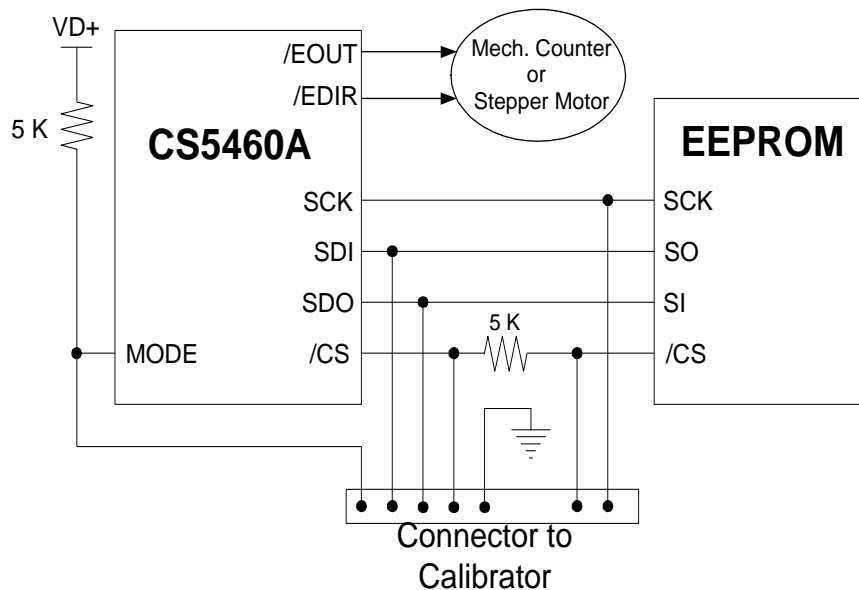 VD+
5 K
CS5460A
/EOUT
/EDIR
SCK
SDI
SDO
/CS
MODE
Mech. Counter
or
Stepper Motor
5 K
EEPROM
SCK
SO
SI
/CS
Connector to
Calibrator